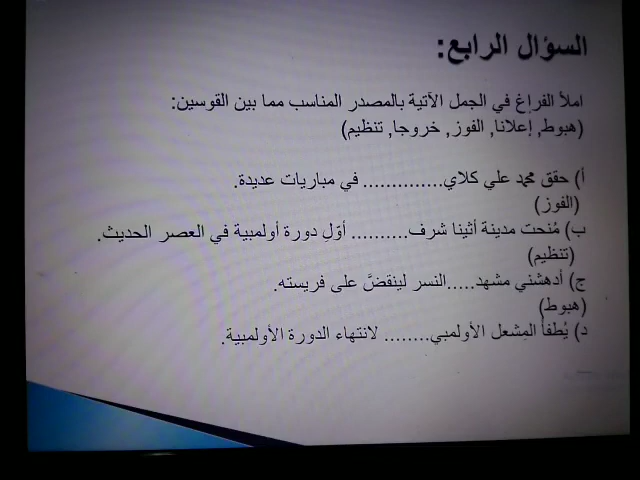 السؤال الرابع:
املأ الفراغ في الجمل الآتية بالمصدر المناسب مما بين القوسين:
(هبوط, إعلانا, الفوز, خروجا, تنظيم)
أ) حقق محمد علي كلاي.............. في مباريات عديدة.
(الفوز)
ب) مُنحت مدينة أثينا شرف.......... أوّلِ دورة أولمبية في العصر الحديث.
(تنظيم)
ج) أدهشني مشهد.....النسر لينقضَّ على فريسته.
(هبوط)
د) يُطفأ المِشعل الأولمبي........ لانتهاء الدورة الأولمبية.